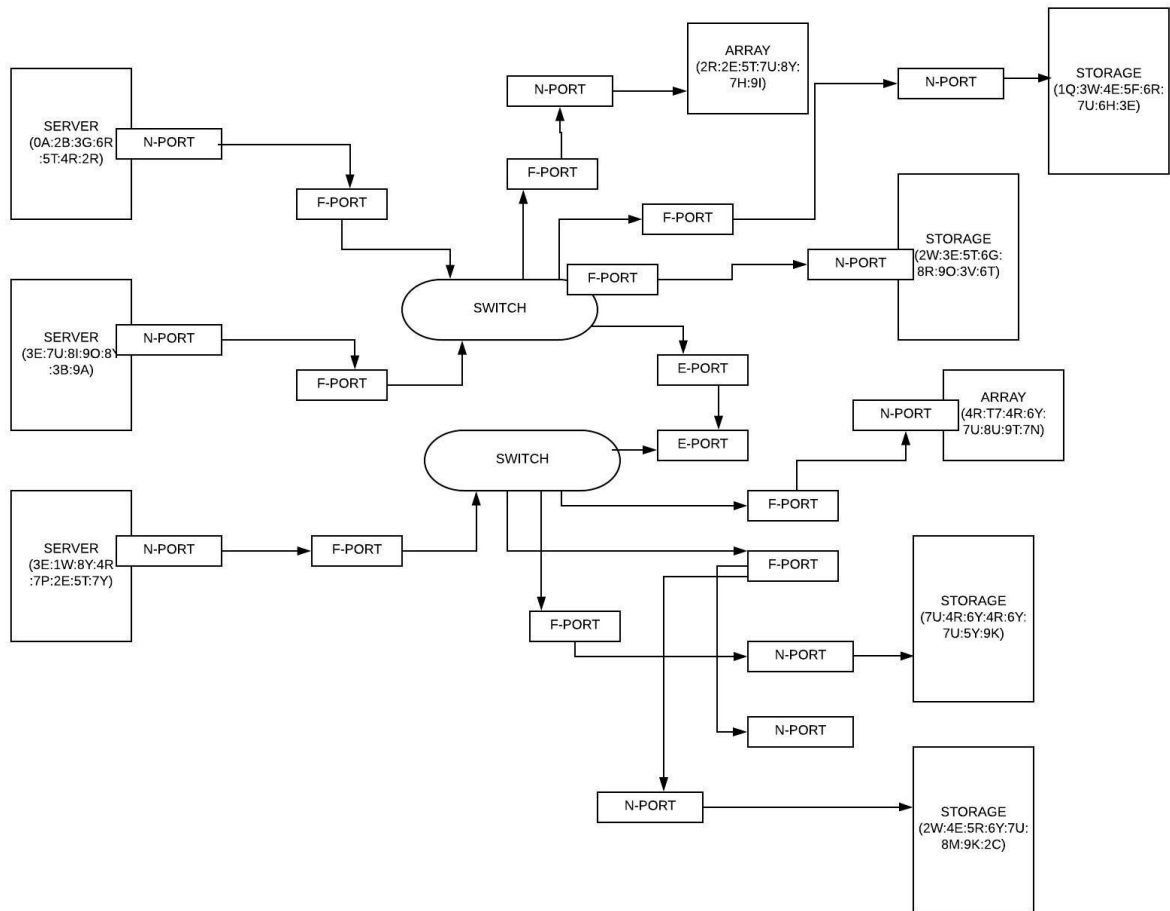 ARRAY
(2R:2E:5T:7U:8Y:
7H:9I)
N-PORT
N-PORT
STORAGE
(1Q:3W:4E:5F:6R:
7U:6H:3E)
SERVER
(0A:2B:3G:6R
:5T:4R:2R)
N-PORT
F-PORT
F-PORT
F-PORT
STORAGE
(2W:3E:5T:6G:
8R:9O:3V:6T)
N-PORT
F-PORT
SWITCH
SERVER
(3E:7U:8I:9O:8Y
:3B:9A)
N-PORT
F-PORT
E-PORT
ARRAY
(4R:T7:4R:6Y:
7U:8U:9T:7N)
N-PORT
E-PORT
SWITCH
F-PORT
SERVER
(3E:1W:8Y:4R
:7P:2E:5T:7Y)
N-PORT
F-PORT
F-PORT
STORAGE
(7U:4R:6Y:4R:6Y:
7U:5Y:9K)
F-PORT
N-PORT
N-PORT
N-PORT
STORAGE
(2W:4E:5R:6Y:7U:
8M:9K:2C)